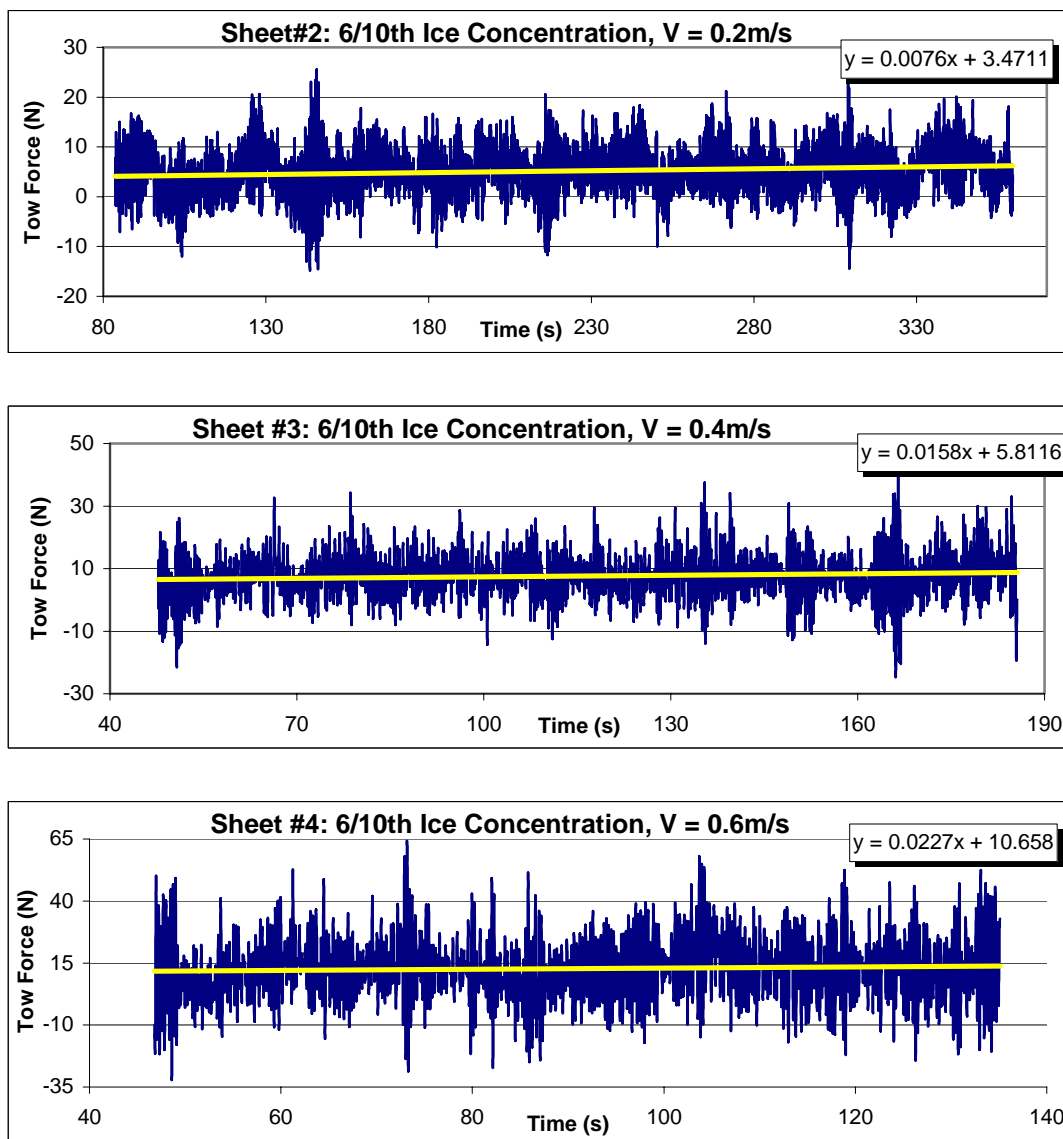 Sheet#2: 6/10th Ice Concentration, V = 0.2m/s
y = 0.0076x + 3.4711
Tow Force (N)
30
20
10
0
-10
-20
80 130 180 230 280 330
Time (s)
Sheet #3: 6/10th Ice Concentration, V = 0.4m/s
y = 0.0158x + 5.8116
Tow Force (N)
50
30
10
-10
-30
40 70 100 130 160 190
Time (s)
Sheet #4: 6/10th Ice Concentration, V = 0.6m/s
y = 0.0227x + 10.658
Tow Force (N)
65
40
15
-10
-35
40 60 80 100 120 140
Time (s)